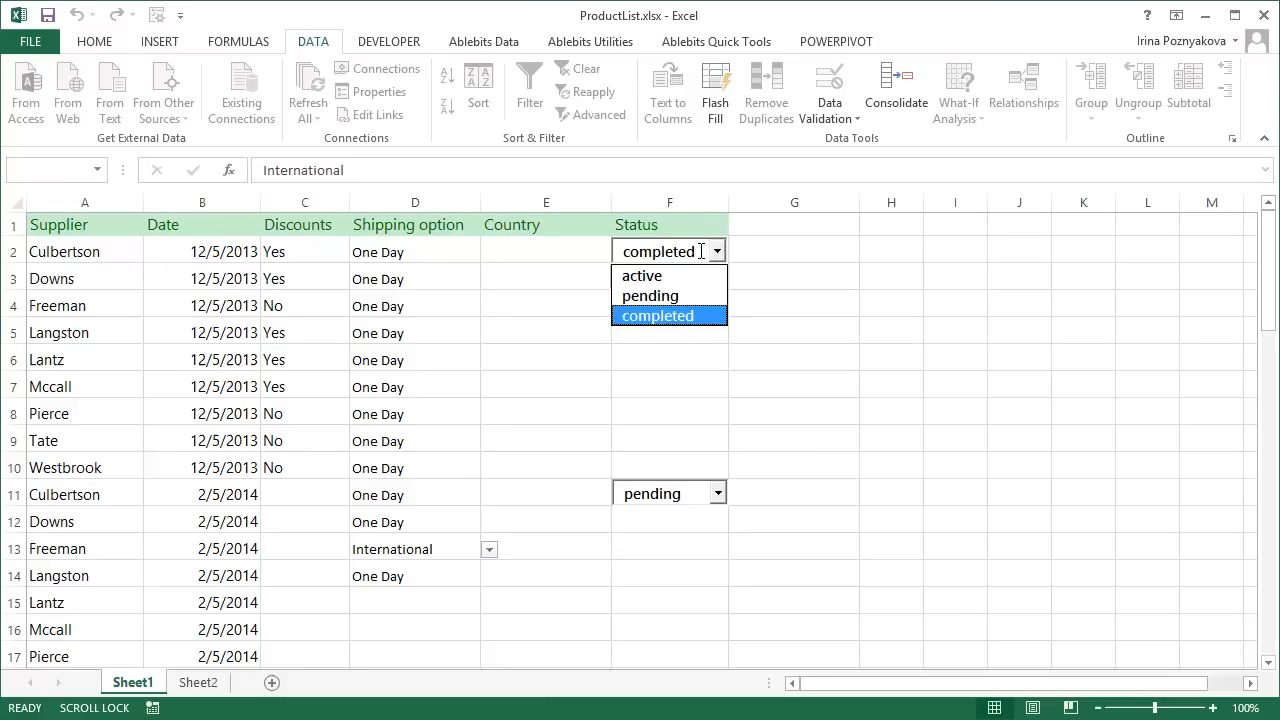 ProductList.xlsx - Excel
?
FILE HOME INSERT FORMULAS DATA DEVELOPER Ablebits Data Ablebits Utilities Ablebits Quick Tools POWERPIVOT Irina Poznyakova
From Access
From Web
From Text
From Other Sources
Existing Connections
Get External Data
Refresh All
Connections
Properties
Edit Links
Connections
A Z
Z A
Sort
Filter
Clear
Reapply
Advanced
Sort & Filter
Text to Columns
Flash Fill
Remove Duplicates
Data Validation
Consolidate
What-If Analysis
Relationships
Data Tools
Group
Ungroup
Subtotal
Outline
fx International
A B C D E F G H I J K L M
1 Supplier Date Discounts Shipping option Country Status
2 Culbertson 12/5/2013 Yes One Day completed
active
pending
completed
3 Downs 12/5/2013 Yes One Day
4 Freeman 12/5/2013 No One Day
5 Langston 12/5/2013 Yes One Day
6 Lantz 12/5/2013 Yes One Day
7 Mccall 12/5/2013 Yes One Day
8 Pierce 12/5/2013 No One Day
9 Tate 12/5/2013 No One Day
10 Westbrook 12/5/2013 No One Day
11 Culbertson 2/5/2014 One Day pending
12 Downs 2/5/2014 One Day
13 Freeman 2/5/2014 International
14 Langston 2/5/2014 One Day
15 Lantz 2/5/2014
16 Mccall 2/5/2014
17 Pierce 2/5/2014
Sheet1 Sheet2
READY SCROLL LOCK 100%